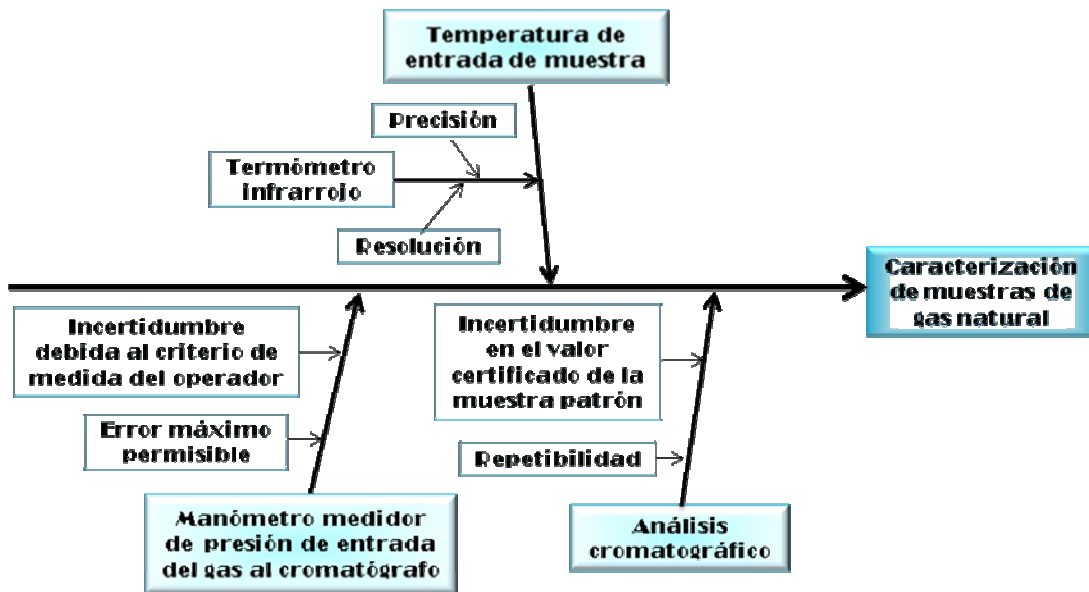 Temperatura de
entrada de muestra
Precisión
Termómetro
infrarrojo
Resolución
Caracterización
de muestras de
gas natural
Incertidumbre
debida al criterio de
medida del operador
Incertidumbre
en el valor
certificado de la
muestra patrón
Error máximo
permisible
Repetibilidad
Manómetro medidor
de presión de entrada
del gas al cromatógrafo
Análisis
cromatográfico